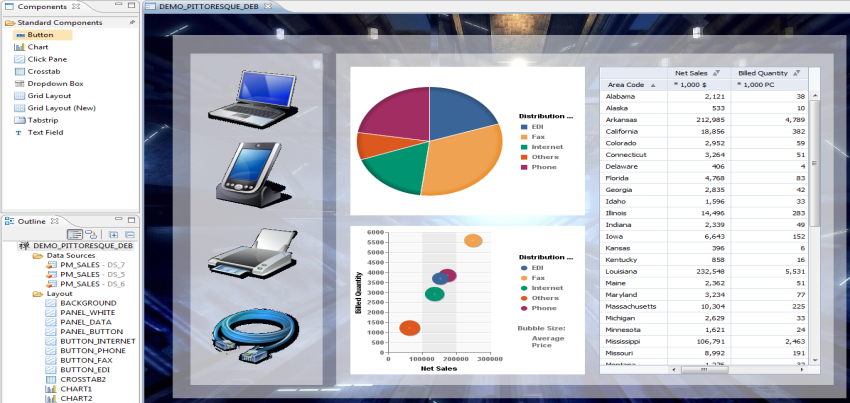 Components
Standard Components
Button
Chart
Click Pane
Crosstab
Dropdown Box
Grid Layout
Grid Layout (New)
Tabstrip
T Text Field
Outline
DEMO_PITTORESQUE_DEB
Data Sources
PM_SALES - DS_7
PM_SALES - DS_5
PM_SALES - DS_6
Layout
BACKGROUND
PANEL_WHITE
PANEL_DATA
PANEL_BUTTON
BUTTON_INTERNET
BUTTON_PHONE
BUTTON_FAX
BUTTON_EDI
CROSSTAB2
CHART1
CHART2
DEMO_PITTORESQUE_DEB
Distribution ...
EDI
Fax
Internet
Others
Phone
6000
5500
5000
4500
4000
3500
3000
2500
2000
1500
1000
500
0
Billed Quantity
0 100000 200000 300000
Net Sales
Distribution ...
EDI
Fax
Internet
Others
Phone
Bubble Size:
Average
Price
Net Sales Billed Quantity
Area Code * 1,000 $ * 1,000 PC
Alabama 2,121 38
Alaska 533 10
Arkansas 212,985 4,789
California 18,856 382
Colorado 2,952 59
Connecticut 3,264 51
Delaware 406 4
Florida 4,768 83
Georgia 2,835 42
Idaho 1,596 33
Illinois 14,496 283
Indiana 2,339 49
Iowa 6,643 152
Kansas 396 6
Kentucky 858 16
Louisiana 232,548 5,531
Maine 2,362 51
Maryland 3,234 77
Massachusetts 10,304 225
Michigan 2,629 33
Minnesota 1,621 24
Mississippi 106,791 2,463
Missouri 8,992 191